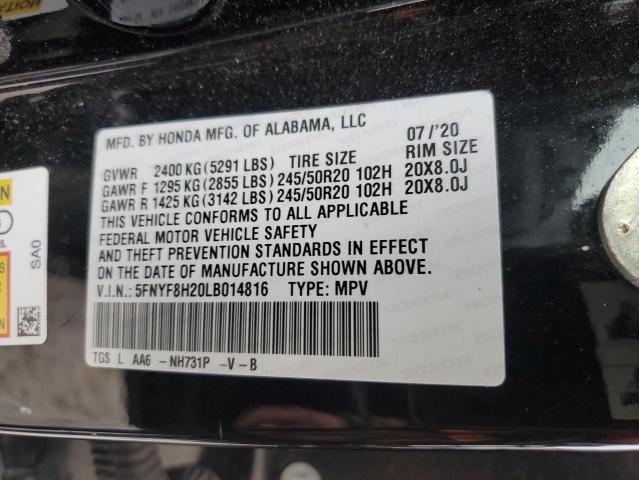 MFD. BY HONDA MFG. OF ALABAMA, LLC 07/'20
GVWR 2400 KG (5291 LBS) TIRE SIZE RIM SIZE
GAWR F 1295 KG (2855 LBS) 245/50R20 102H 20X8.0J
GAWR R 1425 KG (3142 LBS) 245/50R20 102H 20X8.0J
THIS VEHICLE CONFORMS TO ALL APPLICABLE
FEDERAL MOTOR VEHICLE SAFETY
AND THEFT PREVENTION STANDARDS IN EFFECT
ON THE DATE OF MANUFACTURE SHOWN ABOVE.
V.I.N.: 5FNYF8H20LB014816 TYPE: MPV
TGS L AA6 - NH731P - V - B
SA0